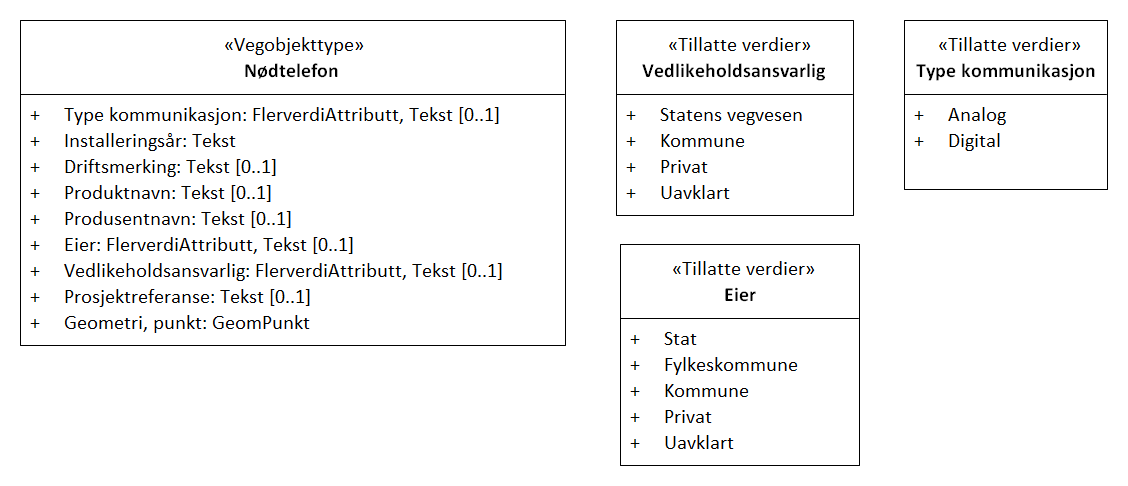 «Vegobjekttype»
Nødtelefon
+ Type kommunikasjon: FlerverdiAttributt, Tekst [0..1]
+ Installeringsår: Tekst
+ Driftsmerking: Tekst [0..1]
+ Produktnavn: Tekst [0..1]
+ Produsentnavn: Tekst [0..1]
+ Eier: FlerverdiAttributt, Tekst [0..1]
+ Vedlikeholdsansvarlig: FlerverdiAttributt, Tekst [0..1]
+ Prosjektreferanse: Tekst [0..1]
+ Geometri, punkt: GeomPunkt
«Tillatte verdier»
Vedlikeholdsansvarlig
+ Statens vegvesen
+ Kommune
+ Privat
+ Uavklart
«Tillatte verdier»
Type kommunikasjon
+ Analog
+ Digital
«Tillatte verdier»
Eier
+ Stat
+ Fylkeskommune
+ Kommune
+ Privat
+ Uavklart